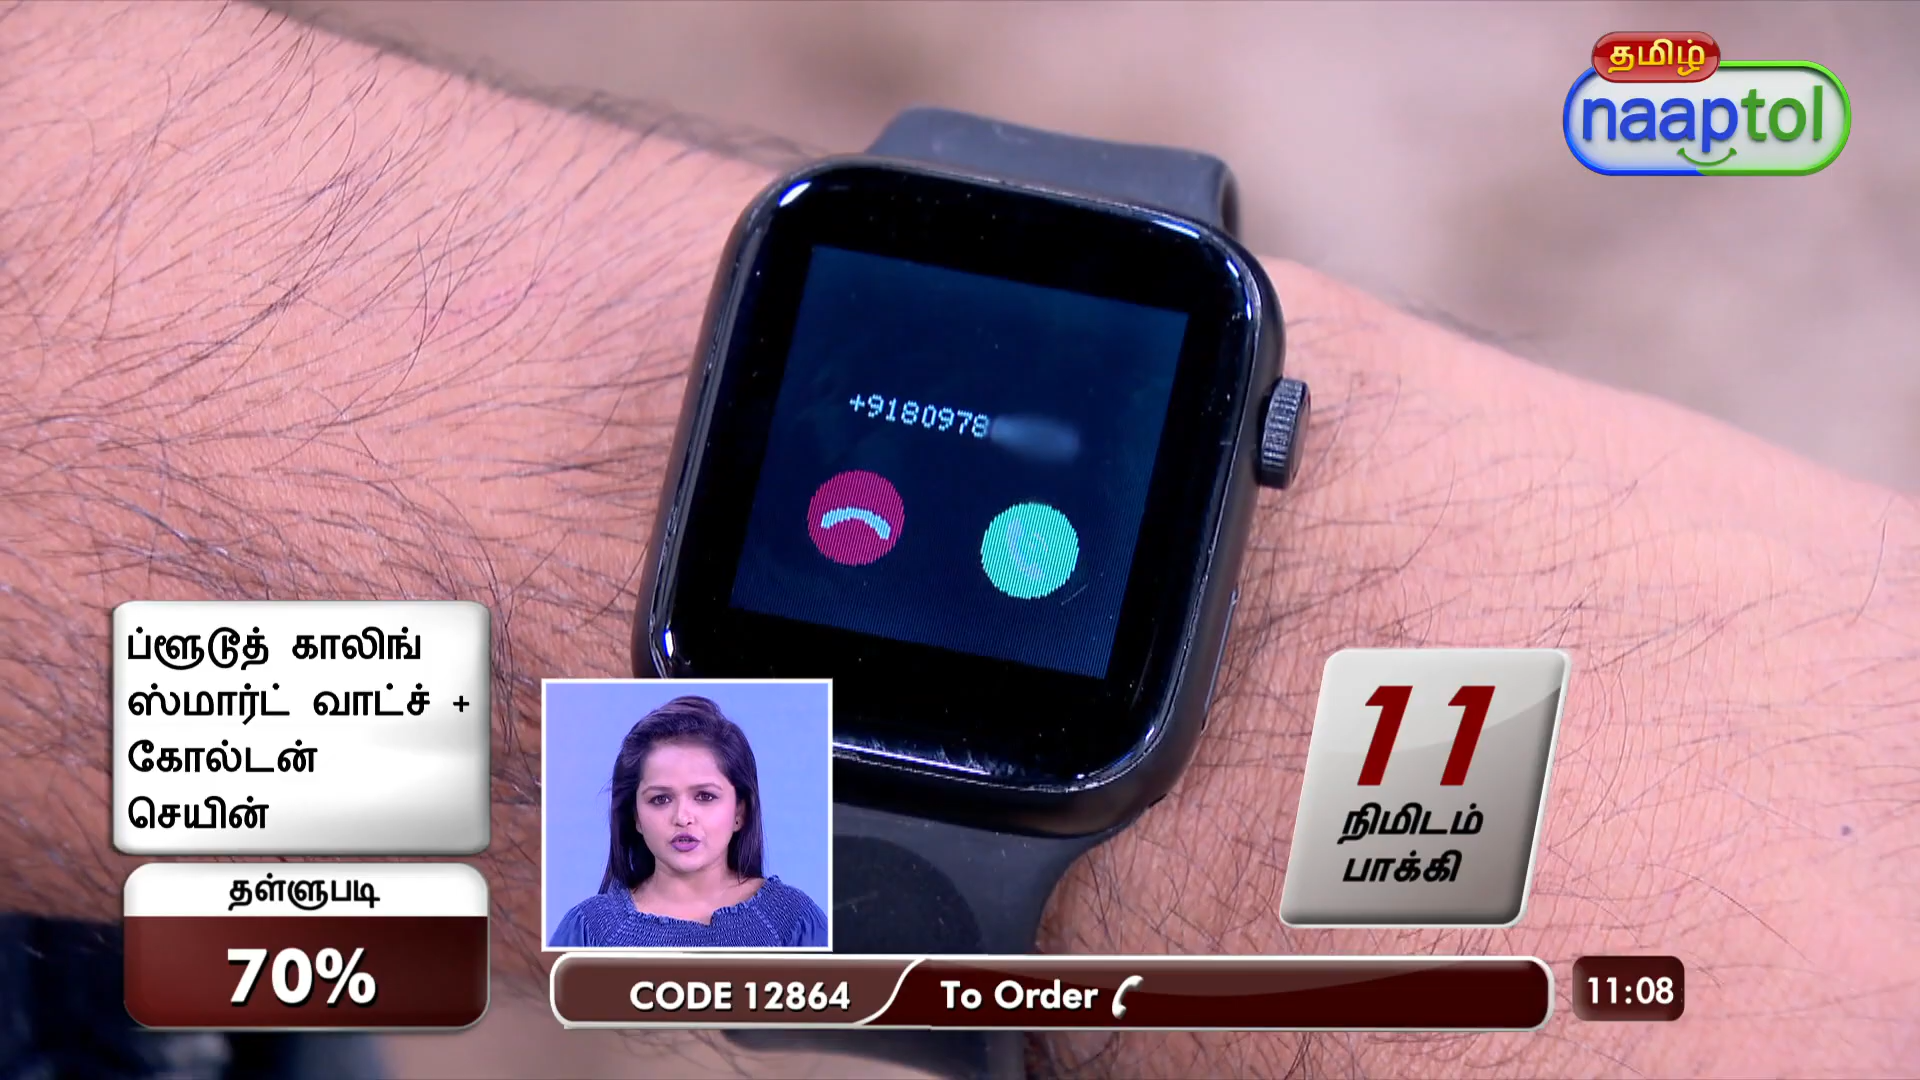 தமிழ்
naaptol
+9180978
ப்ளூடூத் காலிங்
ஸ்மார்ட் வாட்ச் +
கோல்டன்
செயின்
தள்ளுபடி
70%
11
நிமிடம்
பாக்கி
CODE 12864
To Order
11:08